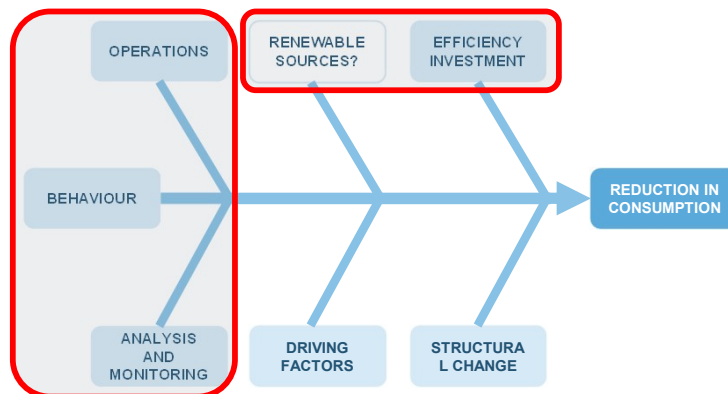 OPERATIONS
RENEWABLE
SOURCES?
EFFICIENCY
INVESTMENT
BEHAVIOUR
REDUCTION IN
CONSUMPTION
ANALYSIS
AND
MONITORING
DRIVING
FACTORS
STRUCTURA
L CHANGE